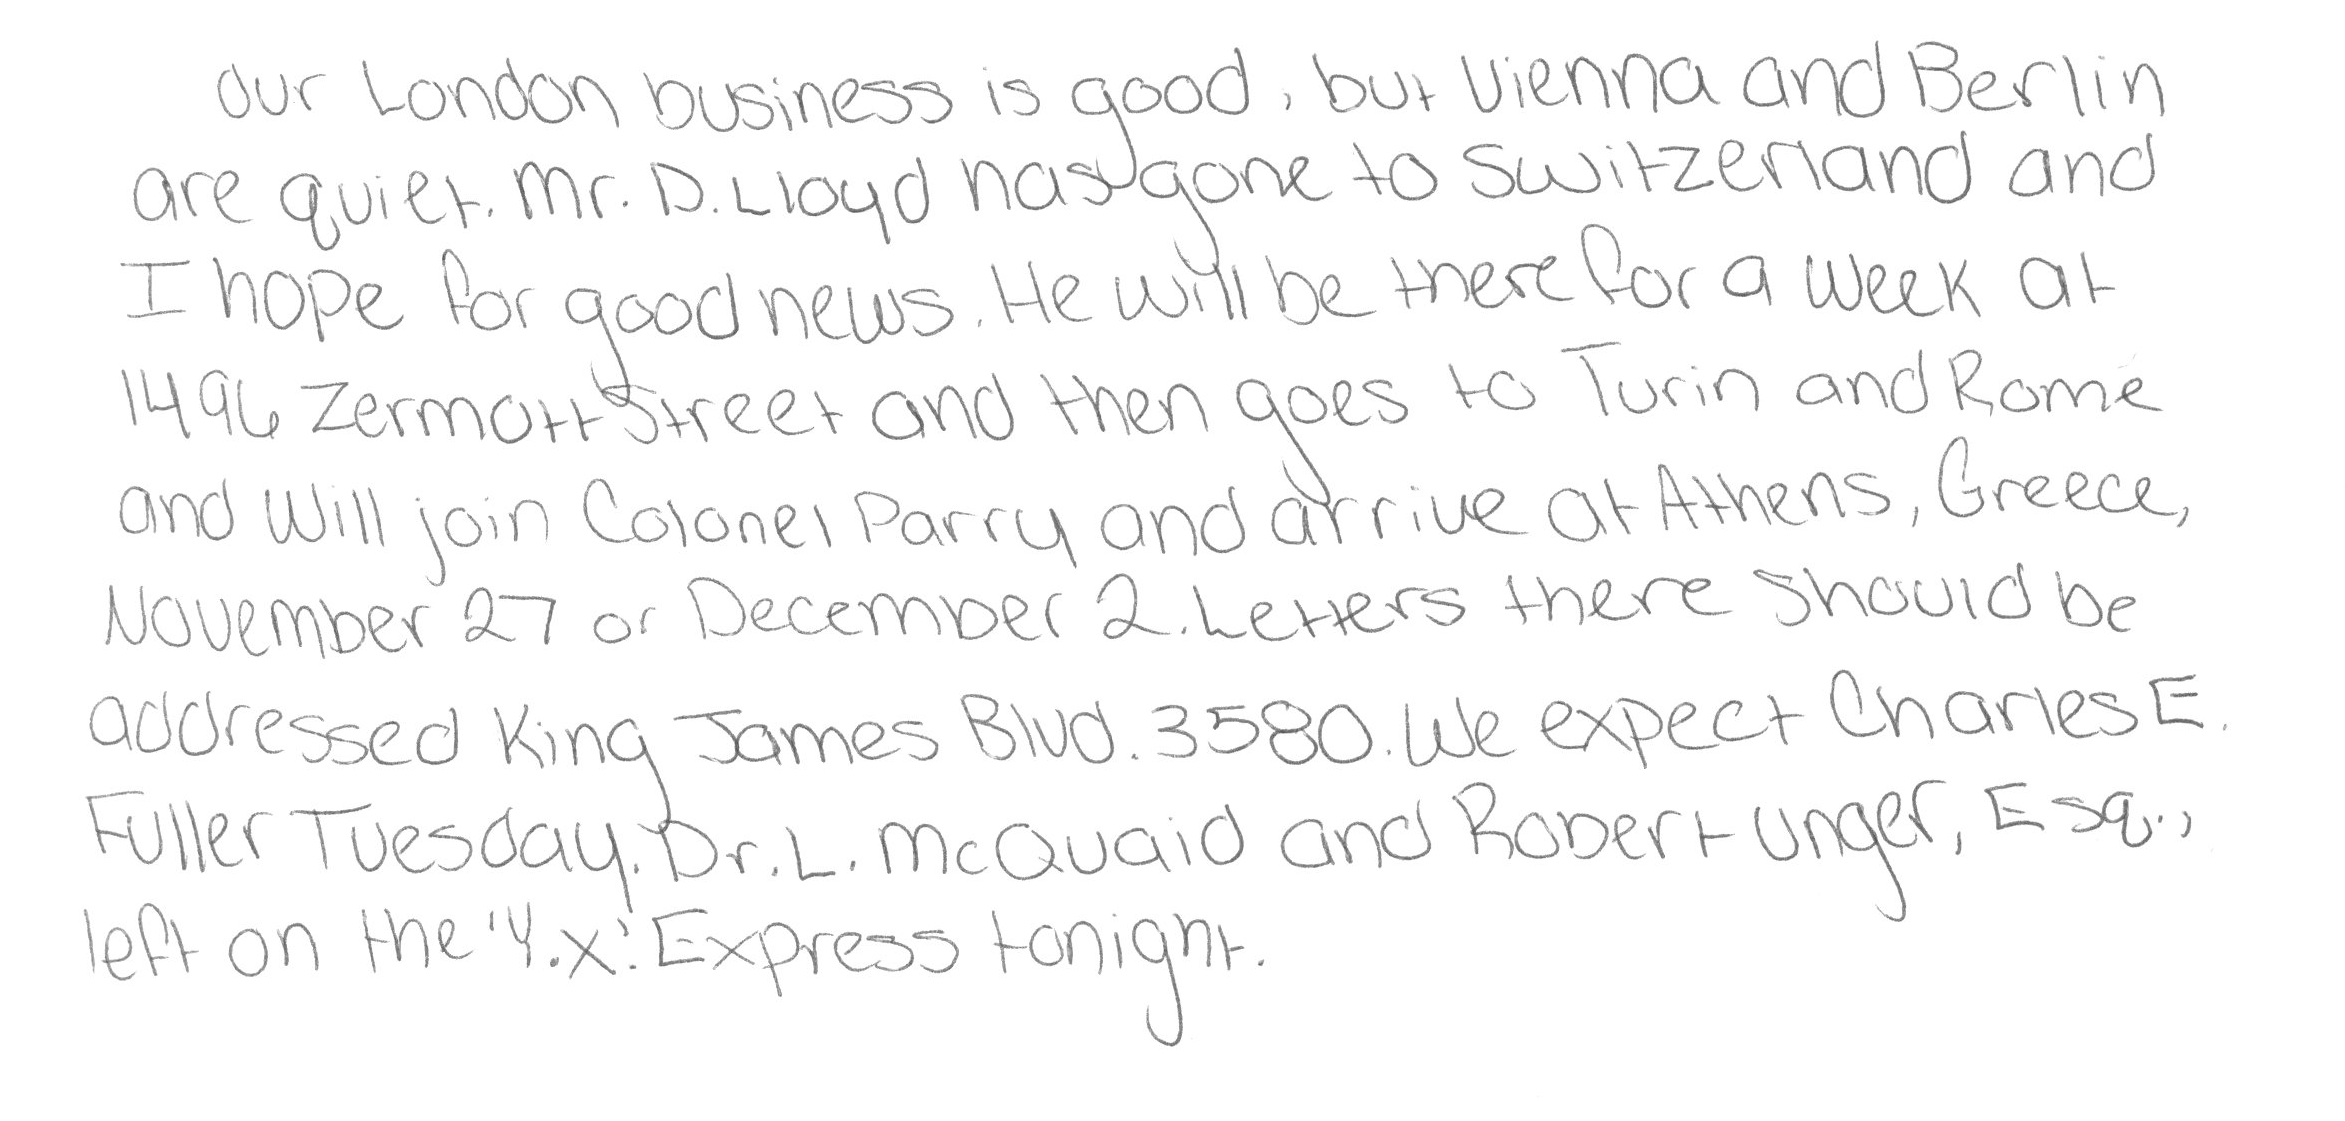 Our London business is good, but Vienna and Berlin
are quiet. Mr. D. Lloyd has gone to Switzerland and
I hope for good news. He will be there for a week at
1496 Zermott Street and then goes to Turin and Rome
and will join Colonel Parry and arrive at Athens, Greece,
November 27 or December 2. Letters there should be
addressed King James Blvd. 3580. We expect Charles E.
Fuller Tuesday. Dr. L. McQuaid and Robert Unger, Esq.,
left on the 'Y.X.' Express tonight.